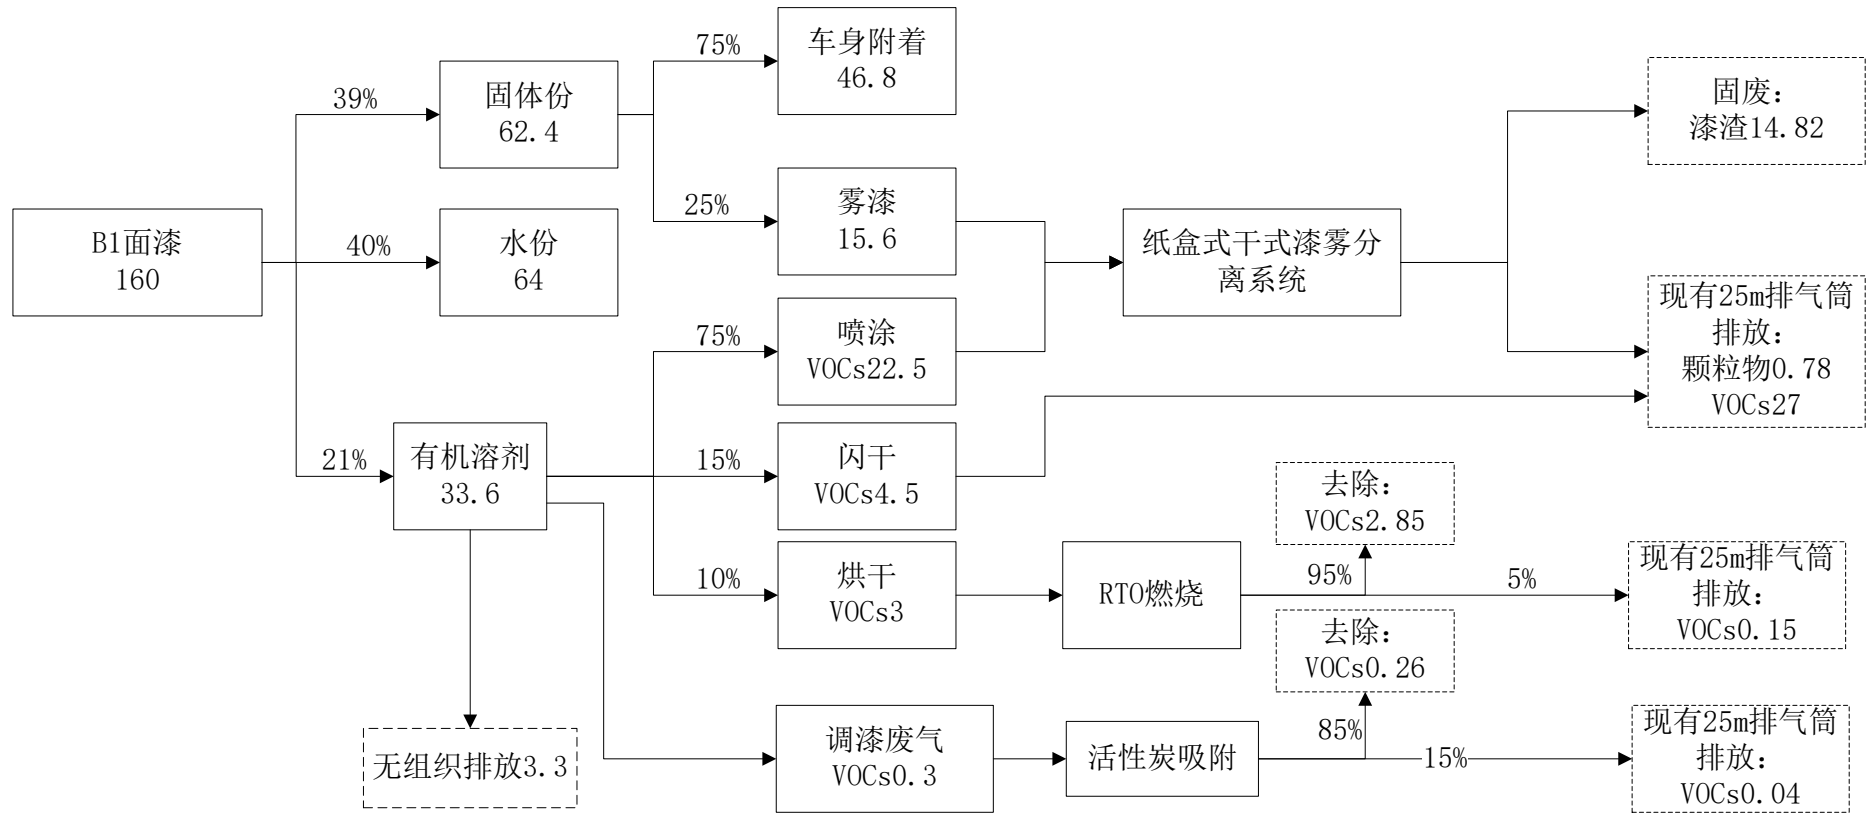 B1面漆
160
39%
固体份
62.4
40%
水份
64
21%
有机溶剂
33.6
无组织排放3.3
75%
车身附着
46.8
25%
雾漆
15.6
75%
喷涂
VOCs22.5
15%
闪干
VOCs4.5
10%
烘干
VOCs3
调漆废气
VOCs0.3
纸盒式干式漆雾分
离系统
RTO燃烧
活性炭吸附
95%
去除：
VOCs2.85
5%
85%
去除：
VOCs0.26
15%
固废：
漆渣14.82
现有25m排气筒
排放：
颗粒物0.78
VOCs27
现有25m排气筒
排放：
VOCs0.15
现有25m排气筒
排放：
VOCs0.04